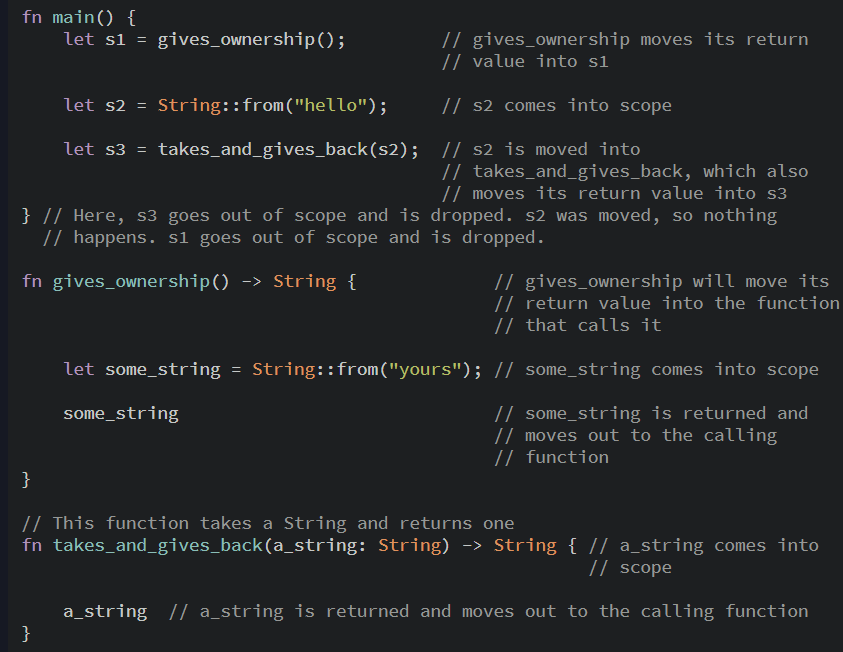 fn main() {
    let s1 = gives_ownership();         // gives_ownership moves its return
                                        // value into s1

    let s2 = String::from("hello");     // s2 comes into scope

    let s3 = takes_and_gives_back(s2);  // s2 is moved into
                                        // takes_and_gives_back, which also
                                        // moves its return value into s3
} // Here, s3 goes out of scope and is dropped. s2 was moved, so nothing
  // happens. s1 goes out of scope and is dropped.

fn gives_ownership() -> String {             // gives_ownership will move its
                                             // return value into the function
                                             // that calls it

    let some_string = String::from("yours"); // some_string comes into scope

    some_string                              // some_string is returned and
                                             // moves out to the calling
                                             // function
}

// This function takes a String and returns one
fn takes_and_gives_back(a_string: String) -> String { // a_string comes into
                                                      // scope

    a_string  // a_string is returned and moves out to the calling function
}